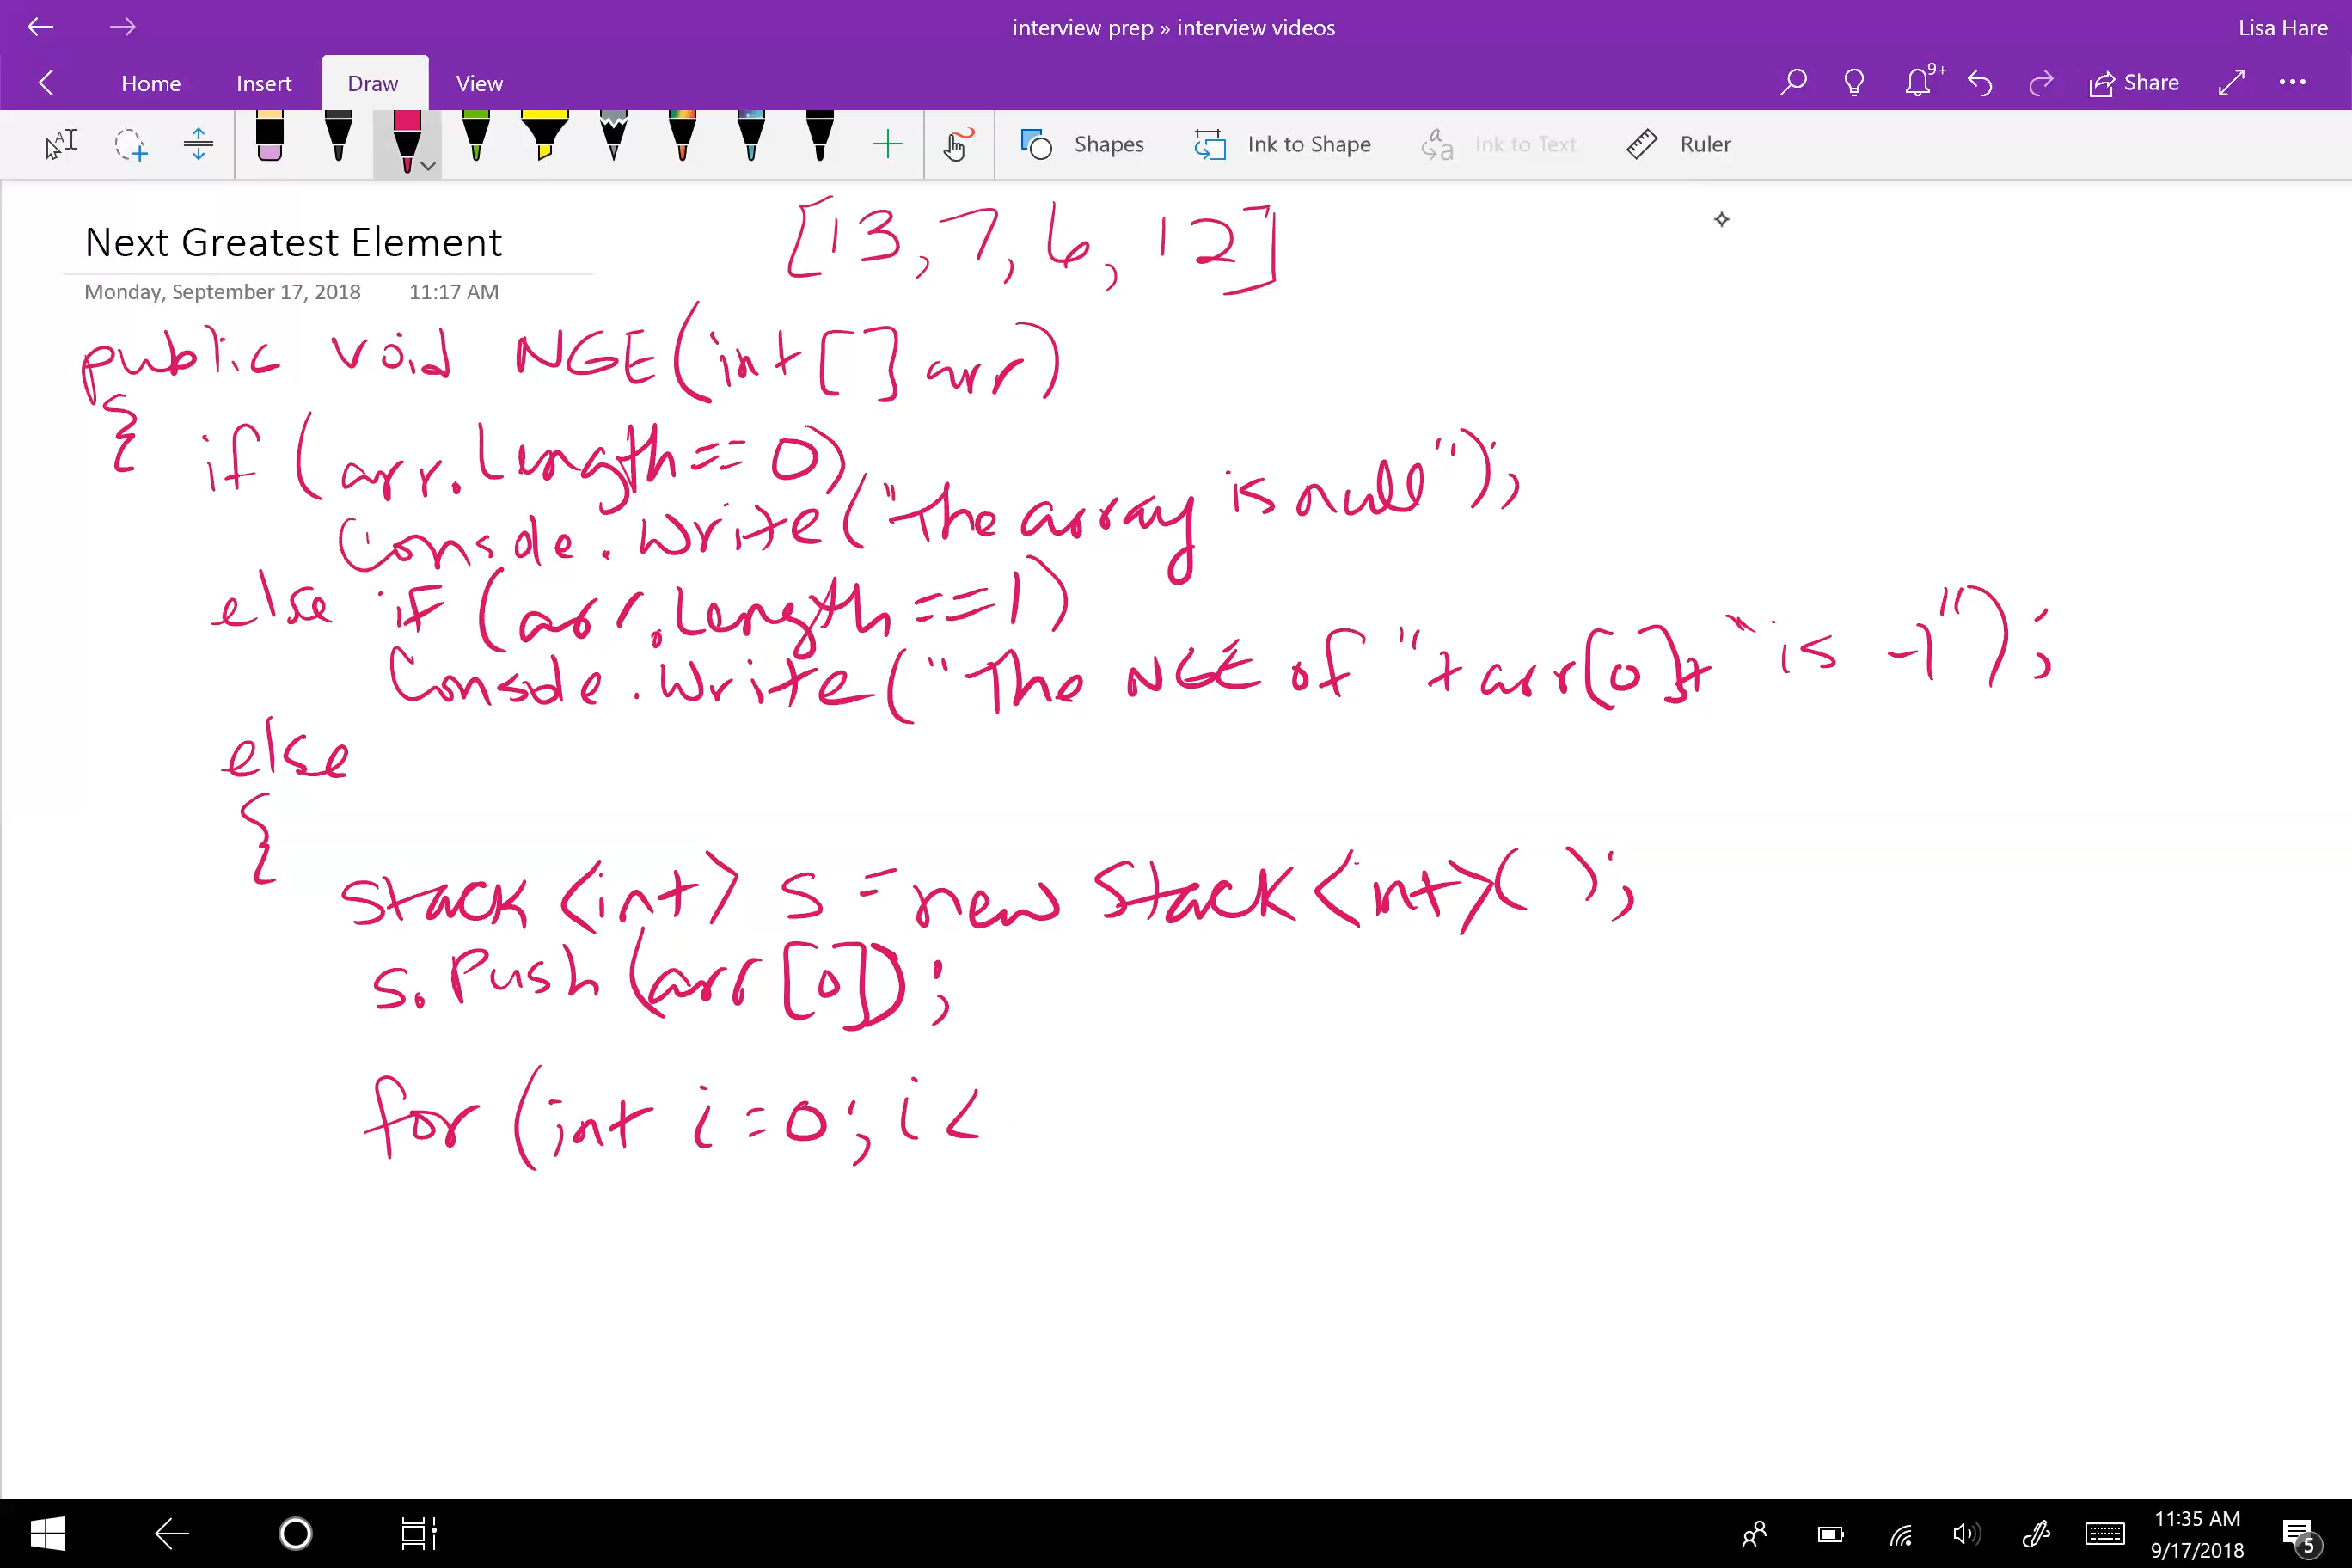 interview prep » interview videos
Lisa Hare
Home Insert Draw View
9+ Share
Shapes Ink to Shape Ink to Text Ruler
[13, 7, 6, 12]
Next Greatest Element
Monday, September 17, 2018 11:17 AM
public void NGE(int[] arr)
{ if (arr.length==0)
Console.Write("The array is null");
else if (arr.length==1)
Console.Write("The NGE of "+arr[0]+"is -1");
else
{
Stack<int> s = new Stack<int>( );
s.Push(arr[0]);
for (int i=0; i<
11:35 AM
9/17/2018
5